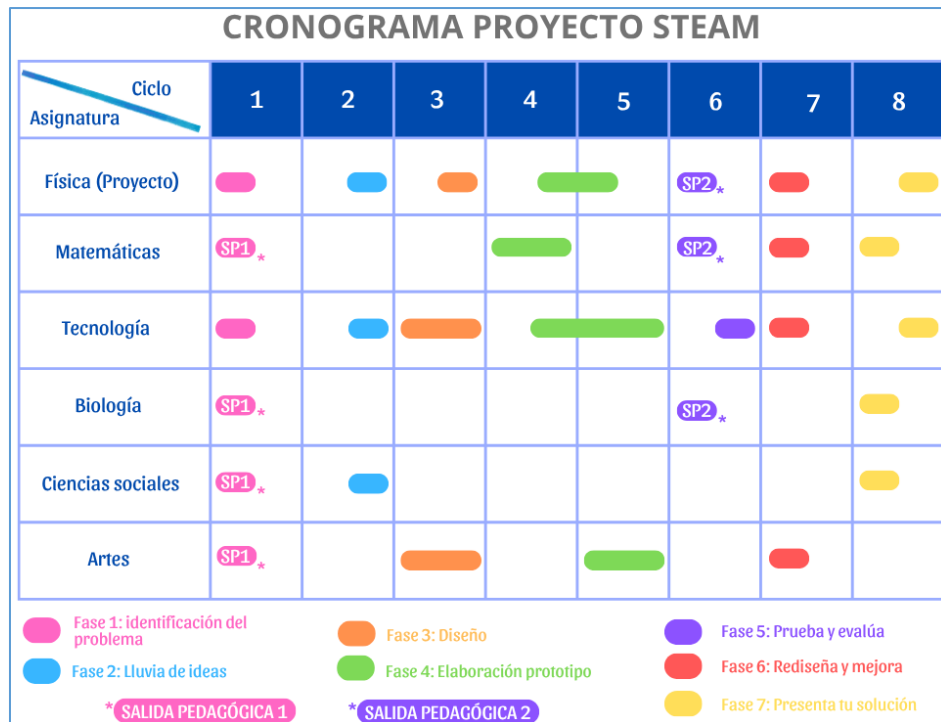 CRONOGRAMA PROYECTO STEAM
Ciclo
Asignatura
1 2 3 4 5 6 7 8
Física (Proyecto) SP2*
Matemáticas SP1* SP2*
Tecnología
Biología SP1* SP2*
Ciencias sociales SP1*
Artes SP1*
Fase 1: identificación del
problema
Fase 3: Diseño
Fase 5: Prueba y evalúa
Fase 2: Lluvia de ideas
Fase 4: Elaboración prototipo
Fase 6: Rediseña y mejora
*SALIDA PEDAGÓGICA 1
*SALIDA PEDAGÓGICA 2
Fase 7: Presenta tu solución